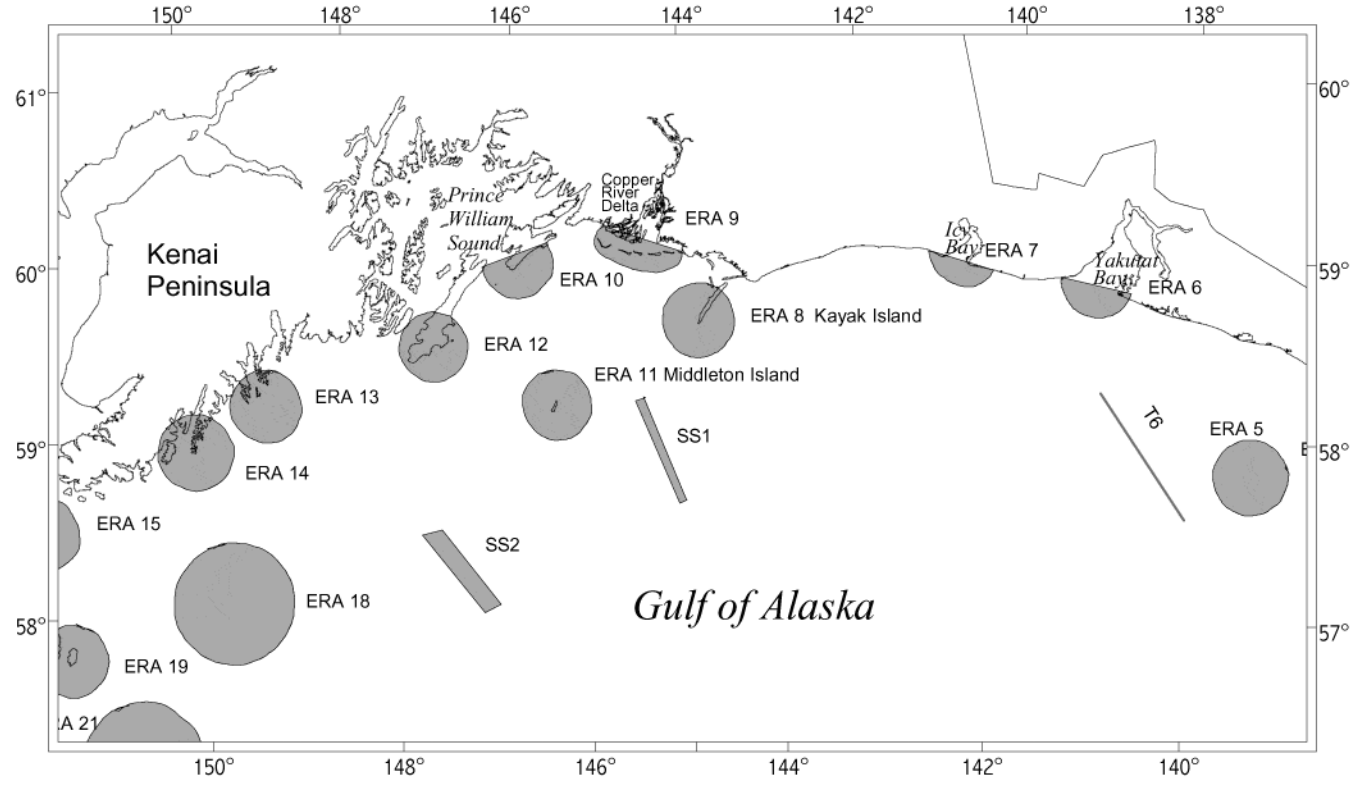 150° 148° 146° 144° 142° 140° 138°
61°
60°
Copper
River
Delta
Prince
William
Sound
ERA 9
Kenai
Peninsula
Icy
Bay
ERA 7
Yakutat
Bay
ERA 6
60°
59°
ERA 10
ERA 8 Kayak Island
ERA 12
ERA 11 Middleton Island
ERA 13
SS1
T6
ERA 5
59°
58°
ERA 14
ERA 15
SS2
ERA 18
Gulf of Alaska
58°
57°
ERA 19
A 21
150° 148° 146° 144° 142° 140°